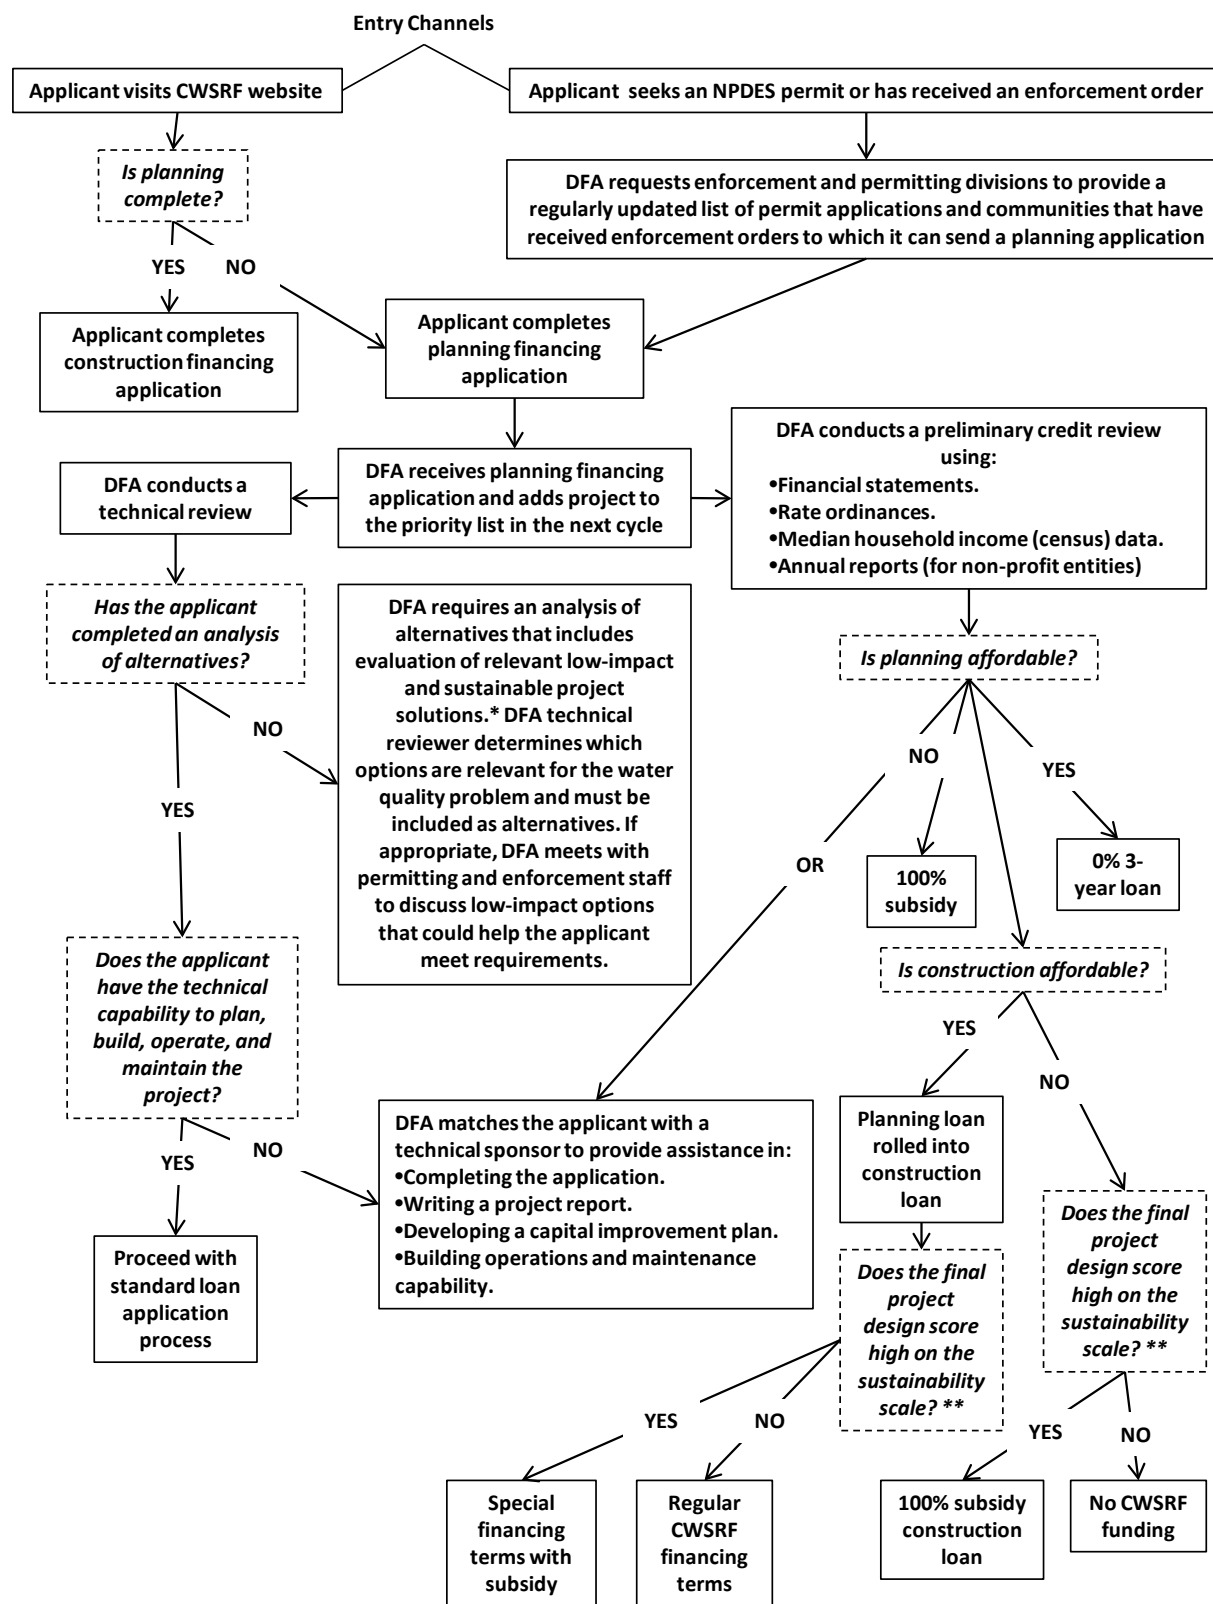 Entry Channels
Applicant visits CWSRF website
Applicant  seeks an NPDES permit or has received an enforcement order
Is planning
complete?
DFA requests enforcement and permitting divisions to provide a
regularly updated list of permit applications and communities that have
received enforcement orders to which it can send a planning application
YES
NO
Applicant completes
construction financing
application
Applicant completes
planning financing
application
DFA conducts a
technical review
DFA receives planning financing
application and adds project to
the priority list in the next cycle
DFA conducts a preliminary credit review
using:
•Financial statements.
•Rate ordinances.
•Median household income (census) data.
•Annual reports (for non-profit entities)
Has the applicant
completed an analysis
of alternatives?
NO
YES
DFA requires an analysis of
alternatives that includes
evaluation of relevant low-impact
and sustainable project
solutions.* DFA technical
reviewer determines which
options are relevant for the water
quality problem and must be
included as alternatives. If
appropriate, DFA meets with
permitting and enforcement staff
to discuss low-impact options
that could help the applicant
meet requirements.
Is planning affordable?
NO
YES
OR
100%
subsidy
0% 3-
year loan
Is construction affordable?
YES
NO
Does the applicant
have the technical
capability to plan,
build, operate, and
maintain the
project?
YES
NO
Proceed with
standard loan
application
process
DFA matches the applicant with a
technical sponsor to provide assistance in:
•Completing the application.
•Writing a project report.
•Developing a capital improvement plan.
•Building operations and maintenance
capability.
Planning loan
rolled into
construction
loan
Does the final
project
design score
high on the
sustainability
scale? **
Does the final
project
design score
high on the
sustainability
scale? **
YES
NO
YES
NO
Special
financing
terms with
subsidy
Regular
CWSRF
financing
terms
100% subsidy
construction
loan
No CWSRF
funding